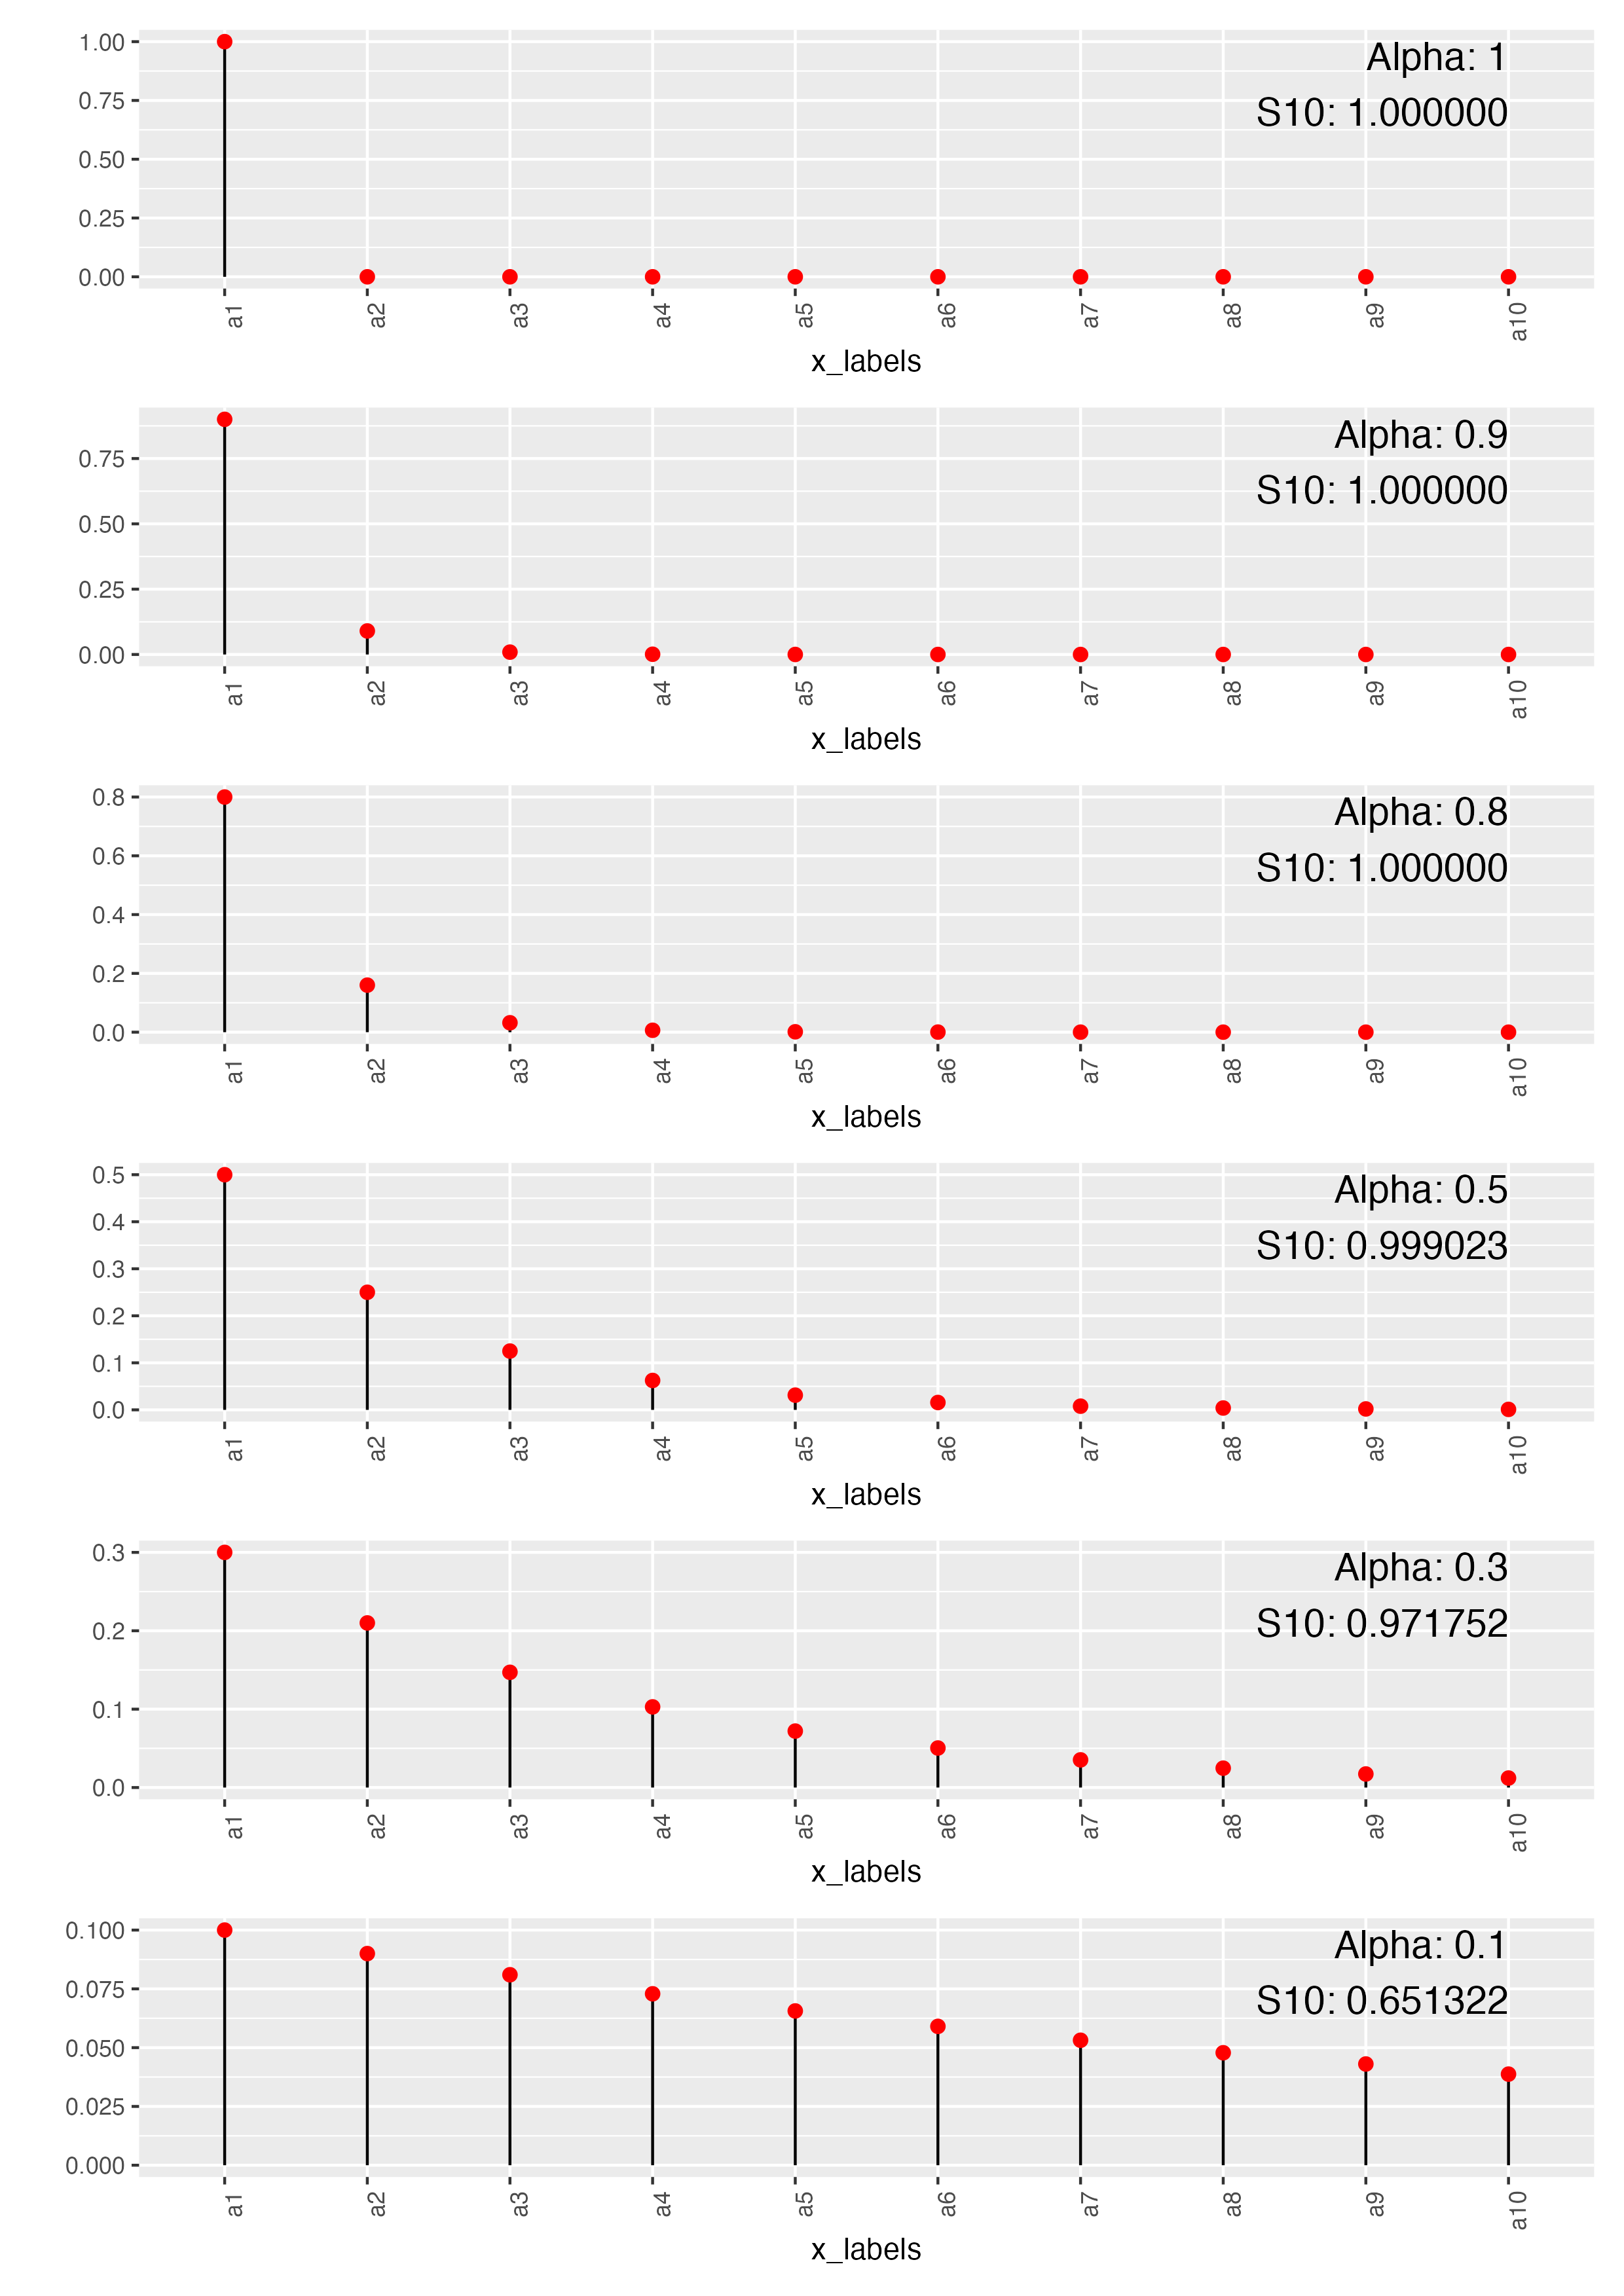 Alpha: 1
S10: 1.000000
1.00
0.75
0.50
0.25
0.00
a1 a2 a3 a4 a5 a6 a7 a8 a9 a10
x_labels
Alpha: 0.9
S10: 1.000000
0.75
0.50
0.25
0.00
a1 a2 a3 a4 a5 a6 a7 a8 a9 a10
x_labels
Alpha: 0.8
S10: 1.000000
0.8
0.6
0.4
0.2
0.0
a1 a2 a3 a4 a5 a6 a7 a8 a9 a10
x_labels
Alpha: 0.5
S10: 0.999023
0.5
0.4
0.3
0.2
0.1
0.0
a1 a2 a3 a4 a5 a6 a7 a8 a9 a10
x_labels
Alpha: 0.3
S10: 0.971752
0.3
0.2
0.1
0.0
a1 a2 a3 a4 a5 a6 a7 a8 a9 a10
x_labels
Alpha: 0.1
S10: 0.651322
0.100
0.075
0.050
0.025
0.000
a1 a2 a3 a4 a5 a6 a7 a8 a9 a10
x_labels